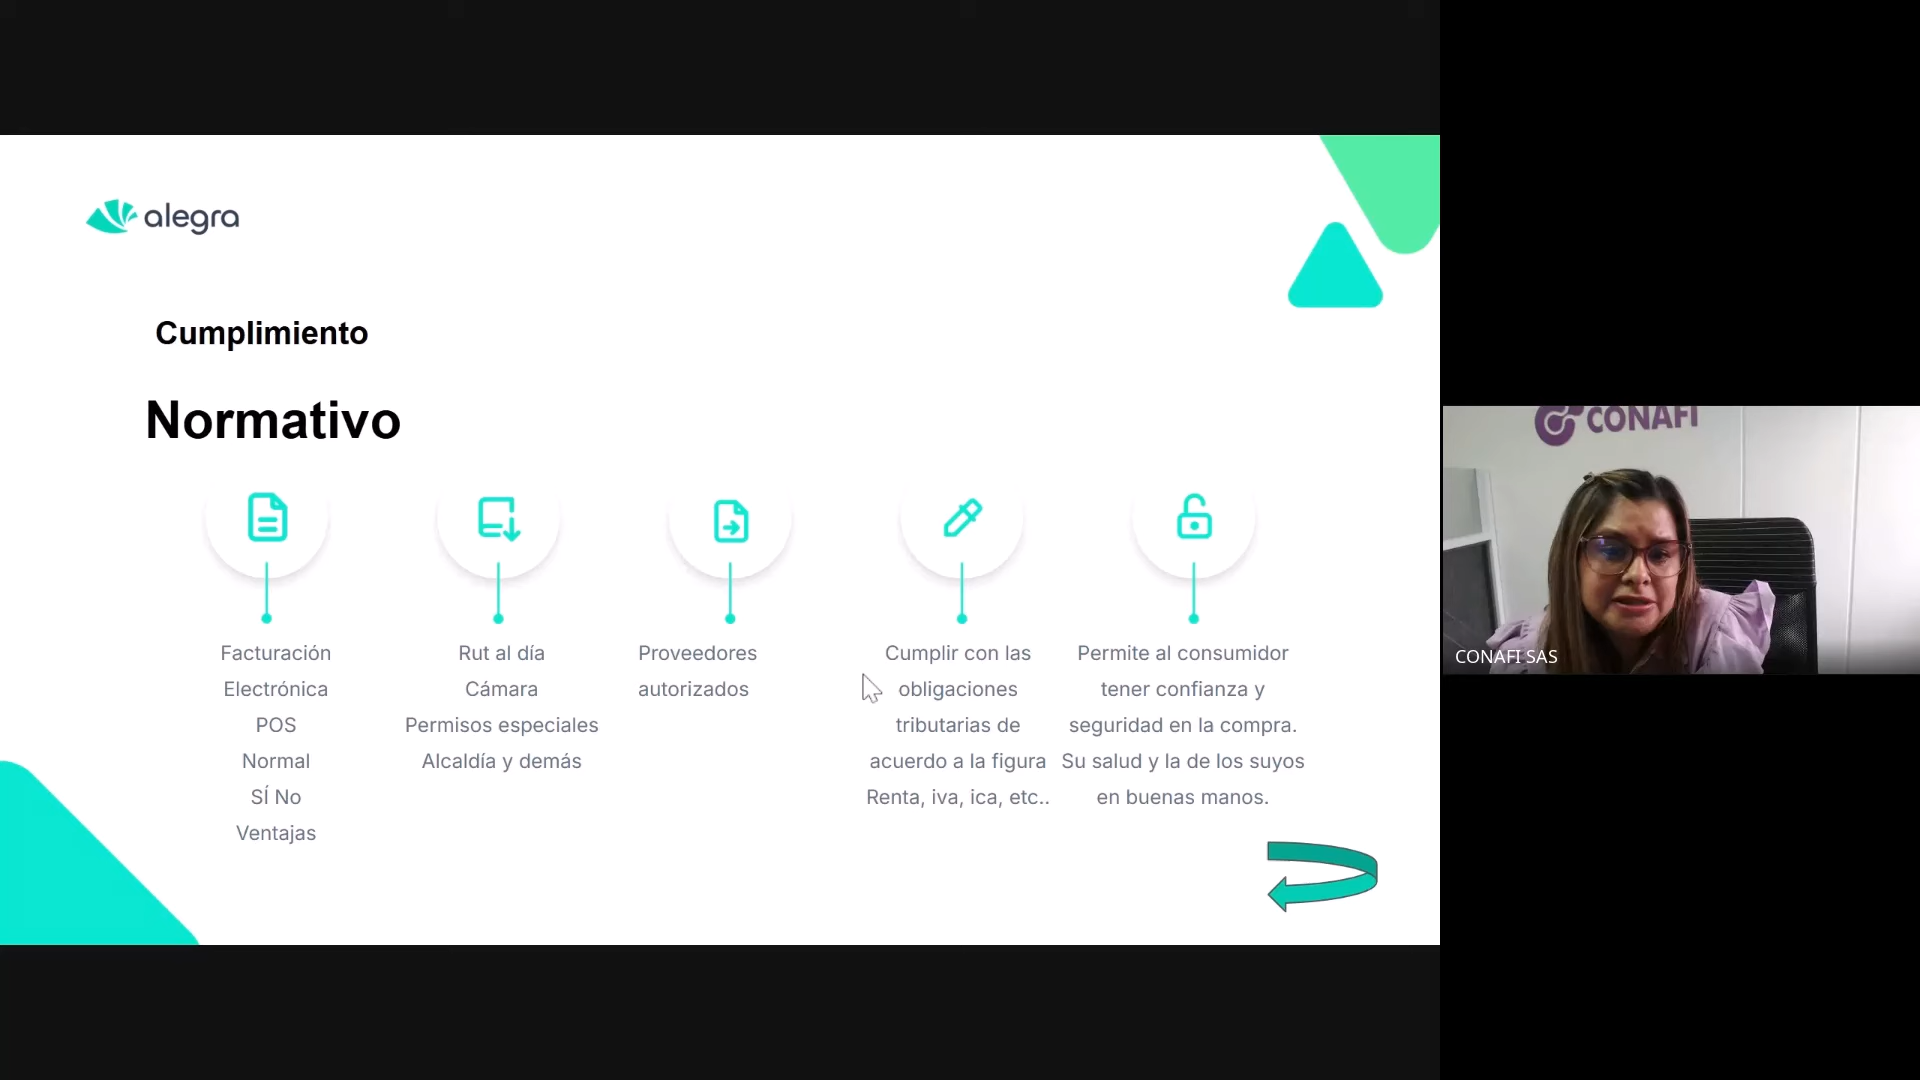 alegra
Cumplimiento
Normativo
Facturación
Electrónica
POS
Normal
SÍ No
Ventajas
Rut al día
Cámara
Permisos especiales
Alcaldía y demás
Proveedores
autorizados
Cumplir con las
obligaciones
tributarias de
acuerdo a la figura
Renta, iva, ica, etc..
Permite al consumidor
tener confianza y
seguridad en la compra.
Su salud y la de los suyos
en buenas manos.
CONAFI
CONAFI SAS